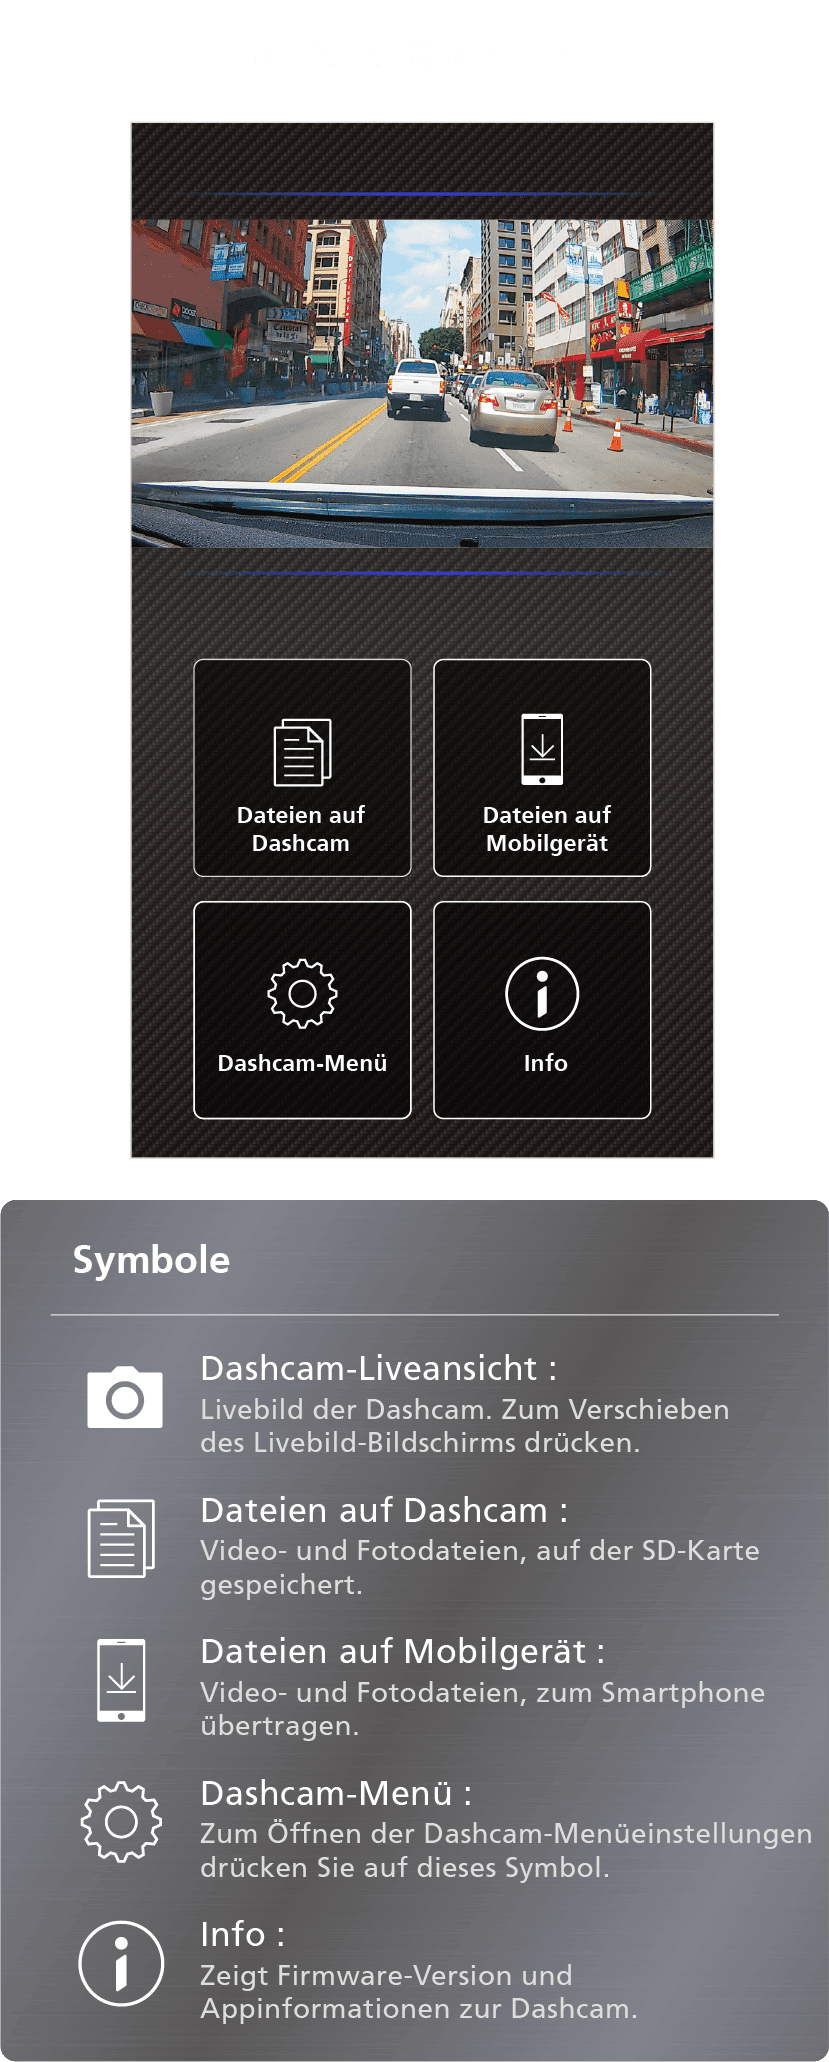 Dateien auf
Dashcam
Dateien auf
Mobilgerät
Dashcam-Menü
Info
Symbole
Dashcam-Liveansicht :
Livebild der Dashcam. Zum Verschieben
des Livebild-Bildschirms drücken.
Dateien auf Dashcam :
Video- und Fotodateien, auf der SD-Karte
gespeichert.
Dateien auf Mobilgerät :
Video- und Fotodateien, zum Smartphone
übertragen.
Dashcam-Menü :
Zum Öffnen der Dashcam-Menüeinstellungen
drücken Sie auf dieses Symbol.
Info :
Zeigt Firmware-Version und
Appinformationen zur Dashcam.